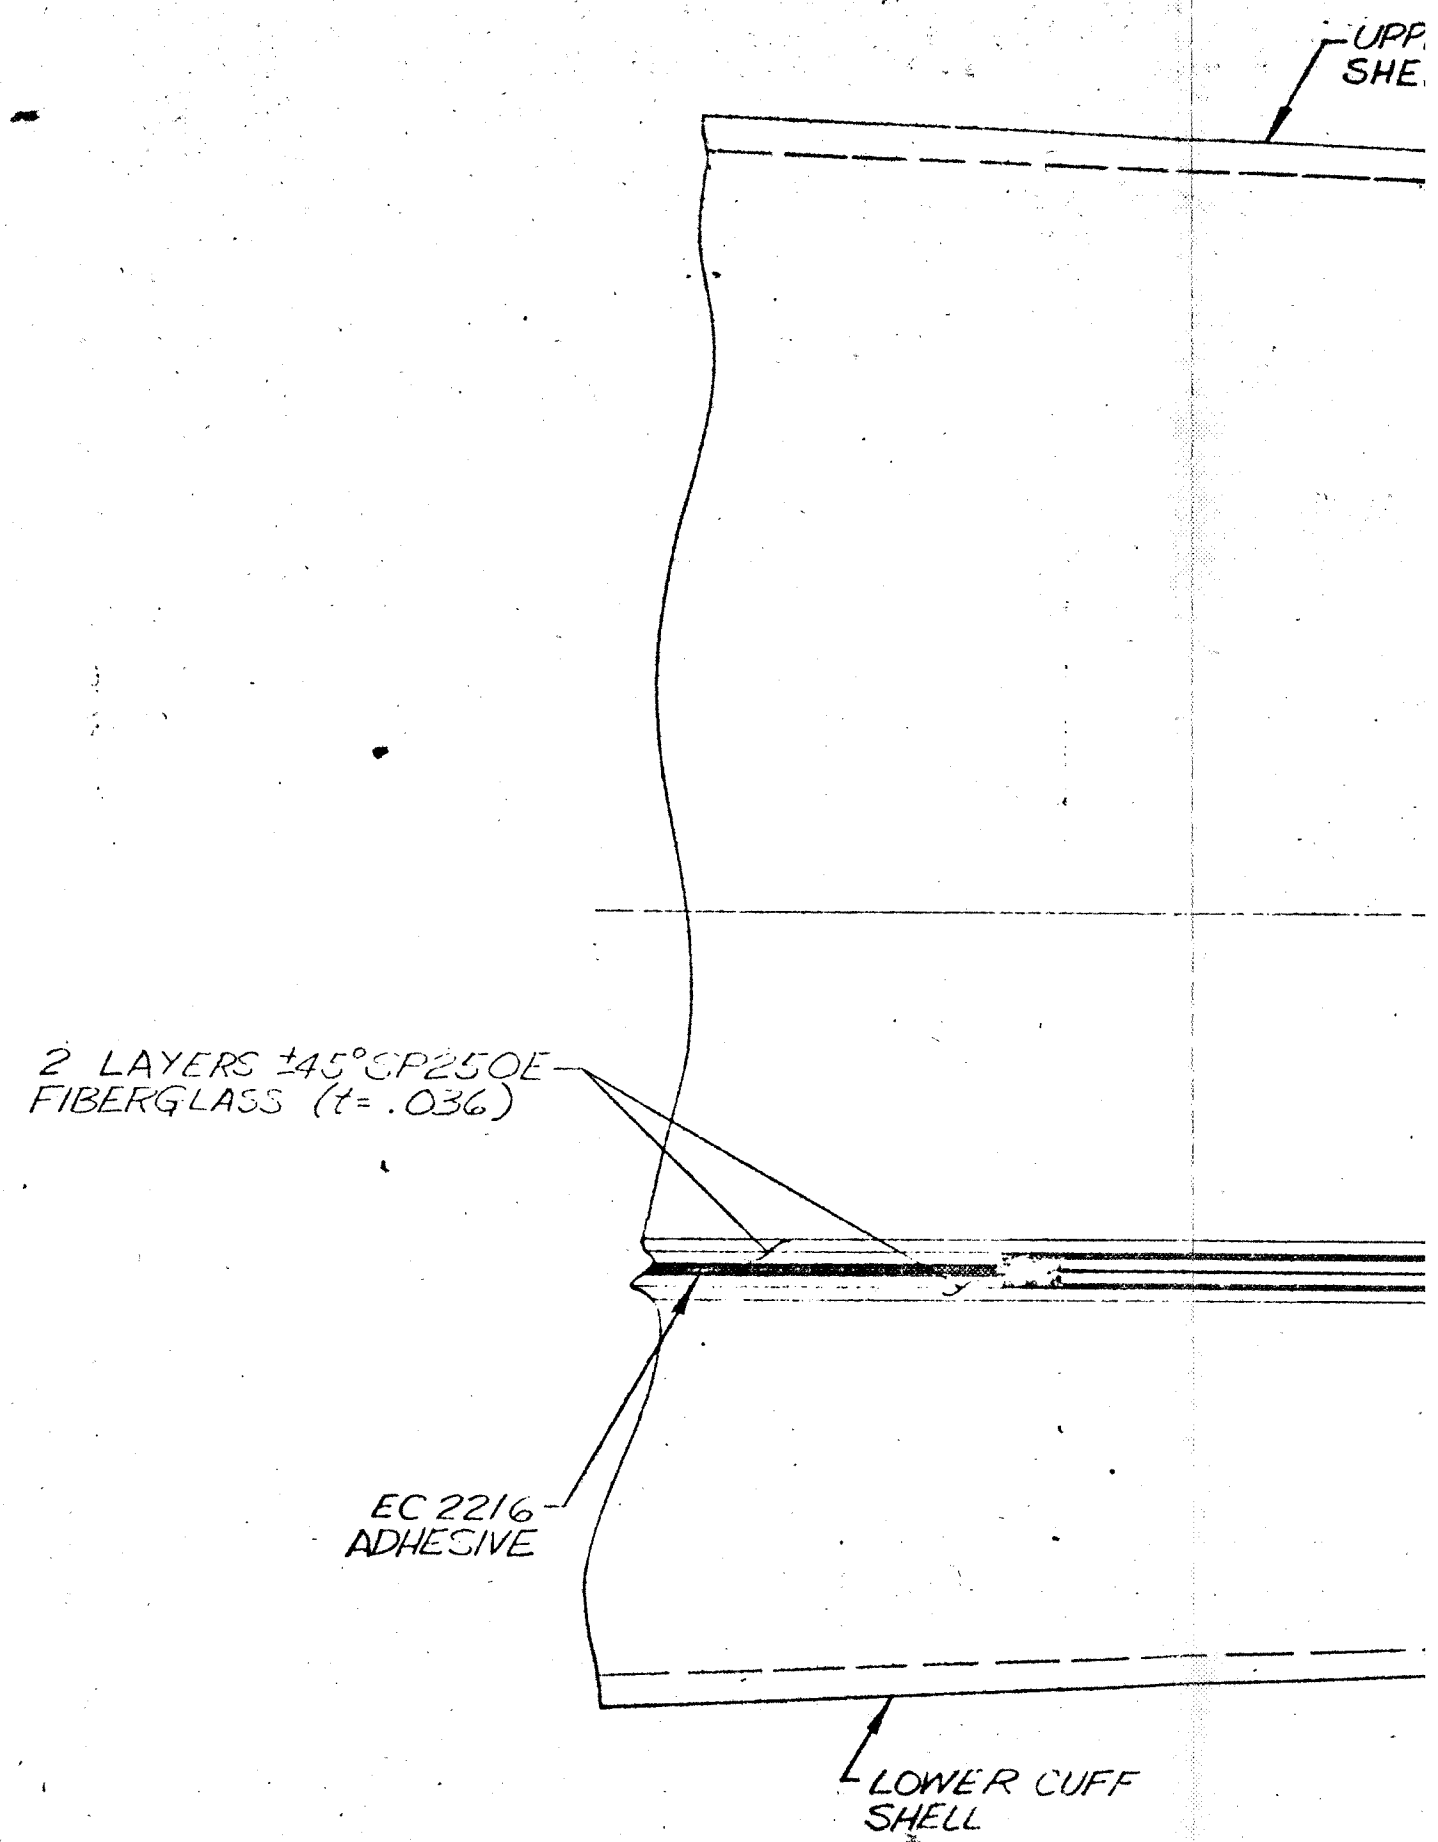 UPP
SHE
2 LAYERS ±45° SP250E
FIBERGLASS (t= .036)
EC 2216
ADHESIVE
LOWER CUFF
SHELL